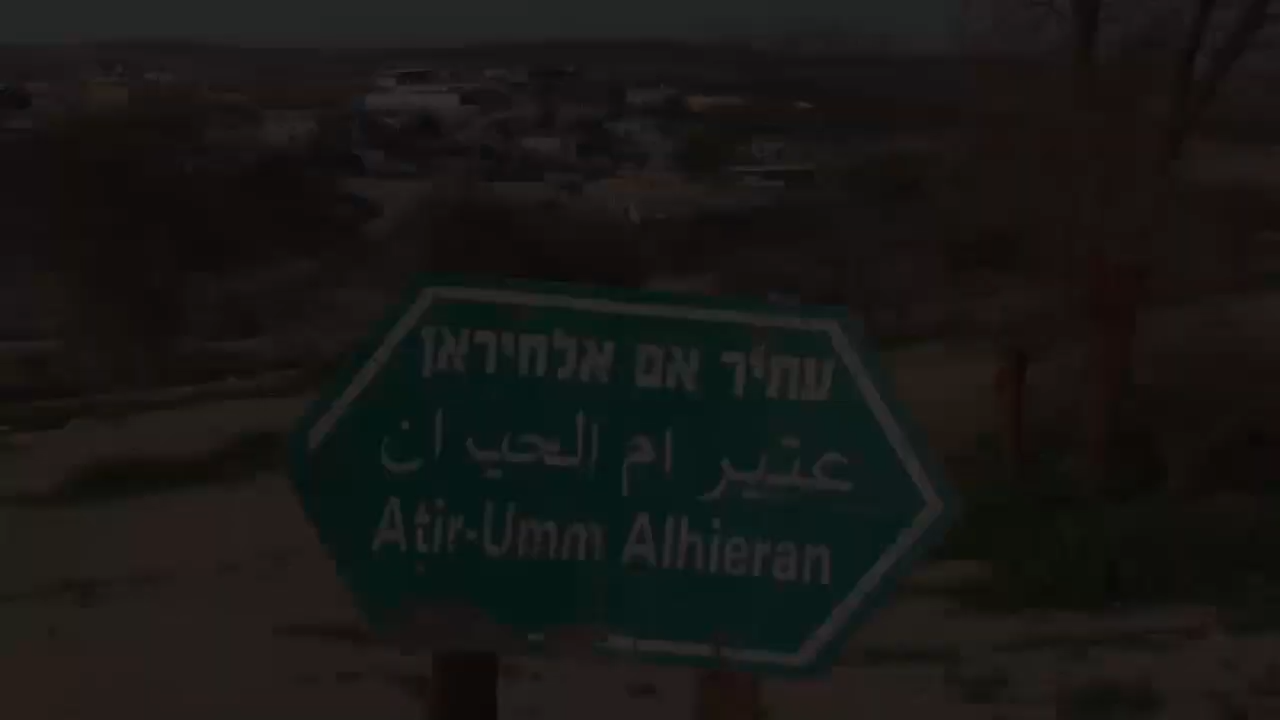 עתיר אם אלחיראן
عتير ام الحيران
Atir-Umm Alhieran